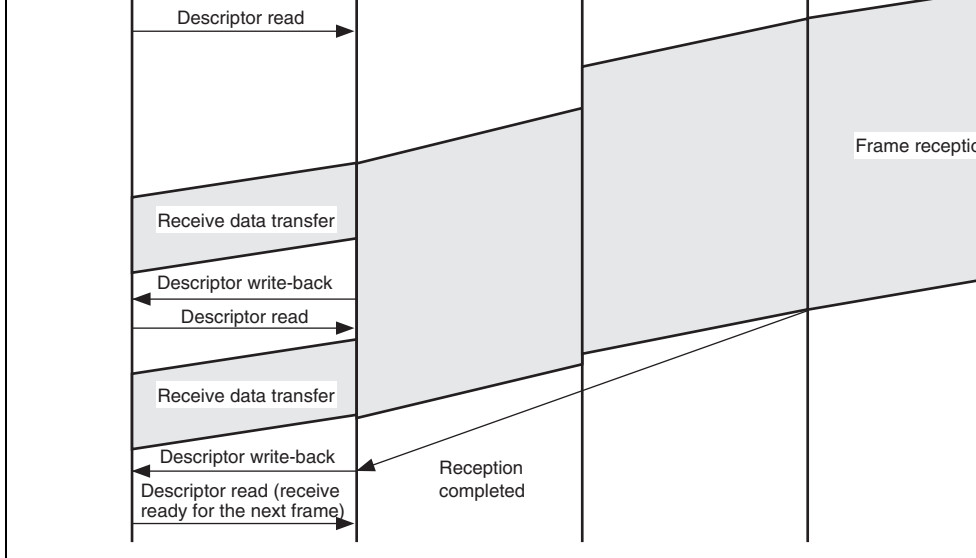 Descriptor read
Frame
Receive data transfer
Descriptor write-back
Descriptor read
Receive data transfer
Descriptor write-back
Reception
completed
Descriptor read (receive
ready for the next frame)